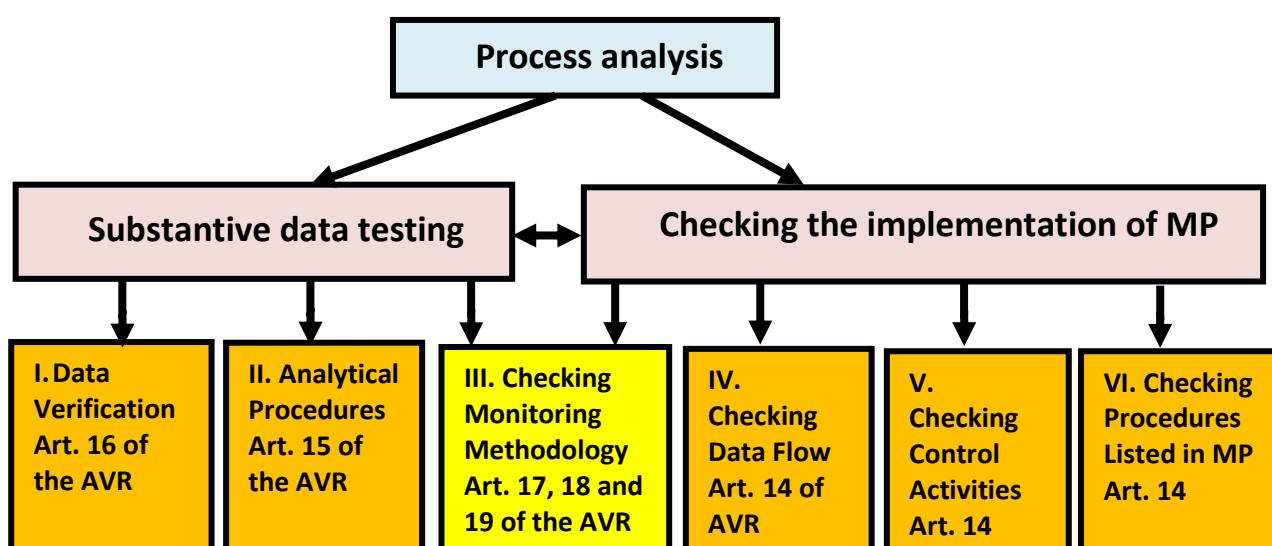 Process analysis
Substantive data testing
Checking the implementation of MP
I. Data
Verification
Art. 16 of
the AVR
II. Analytical
Procedures
Art. 15 of
the AVR
III. Checking
Monitoring
Methodology
Art. 17, 18 and
19 of the AVR
IV.
Checking
Data Flow
Art. 14 of
AVR
V.
Checking
Control
Activities
Art. 14
VI. Checking
Procedures
Listed in MP
Art. 14